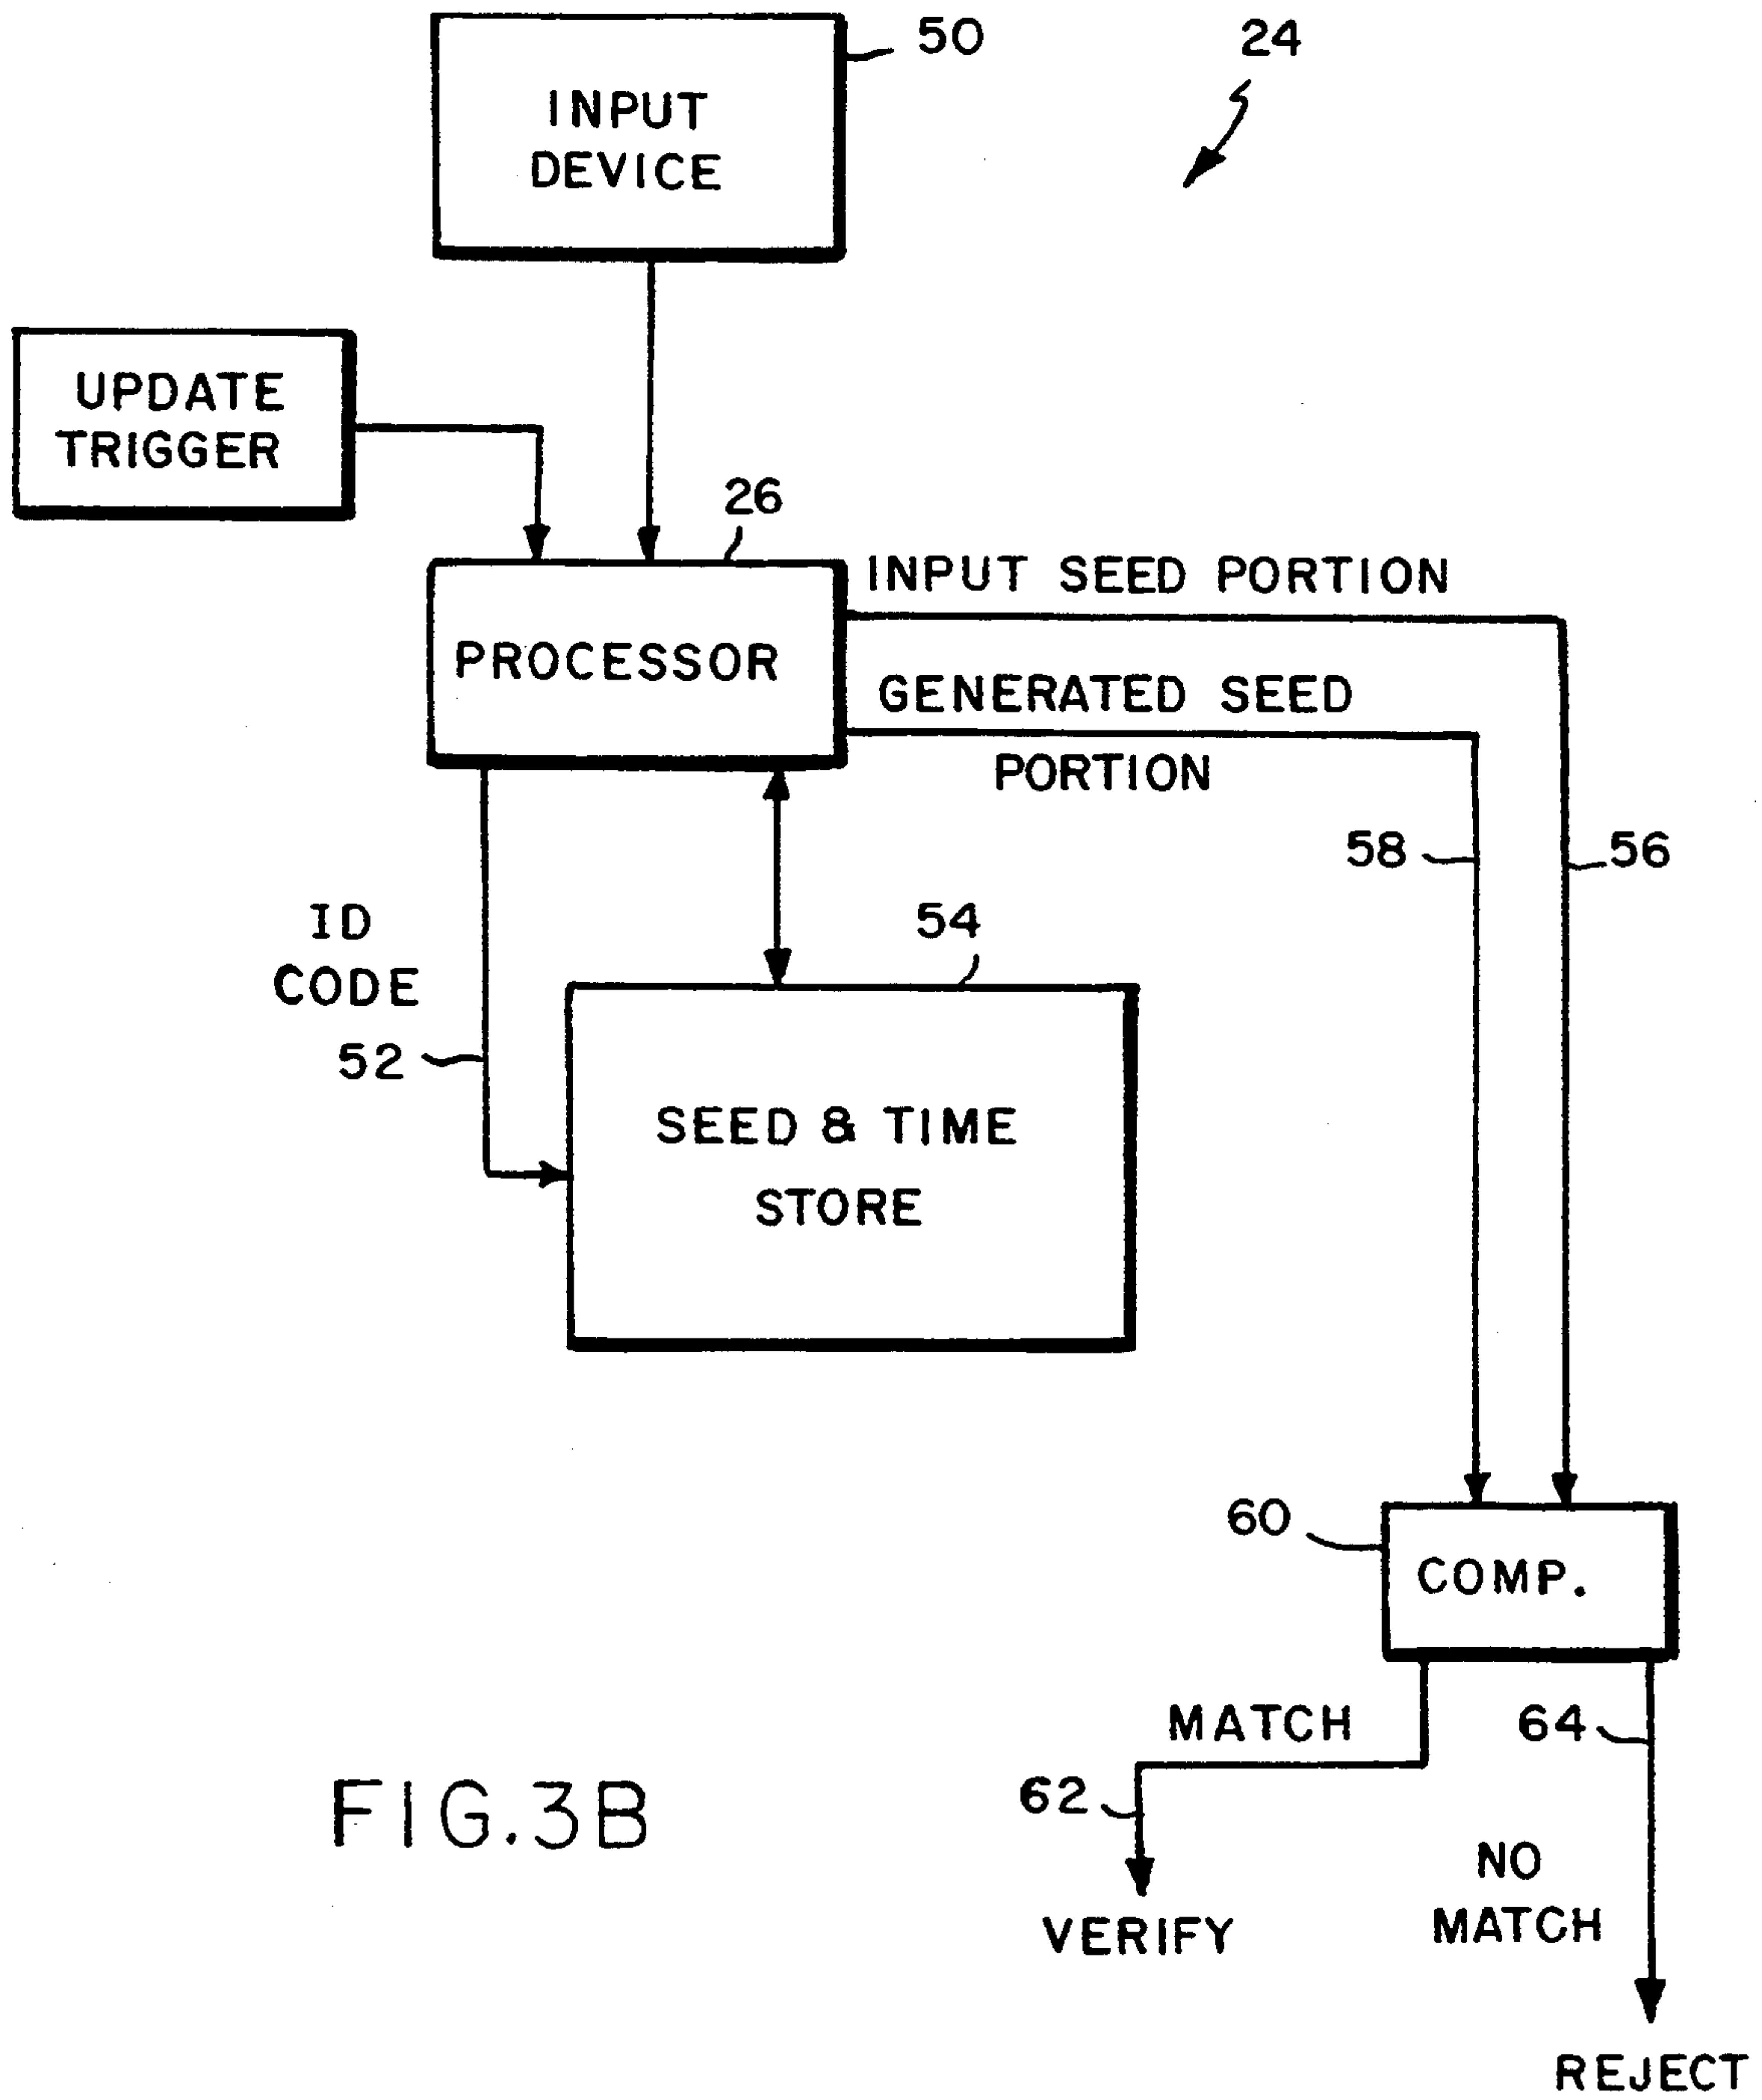 50
24
INPUT
DEVICE
UPDATE
TRIGGER
26
INPUT SEED PORTION
PROCESSOR
GENERATED SEED
PORTION
58
56
ID
CODE
54
52
SEED & TIME
STORE
60
COMP.
MATCH
64
62
NO
MATCH
VERIFY
REJECT
FIG.3B